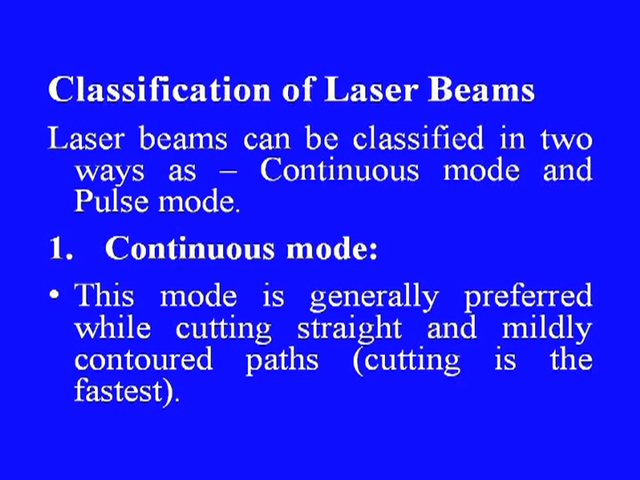 Classification of Laser Beams
Laser beams can be classified in two
ways as – Continuous mode and
Pulse mode.
1. Continuous mode:
• This mode is generally preferred
while cutting straight and mildly
contoured paths (cutting is the
fastest).